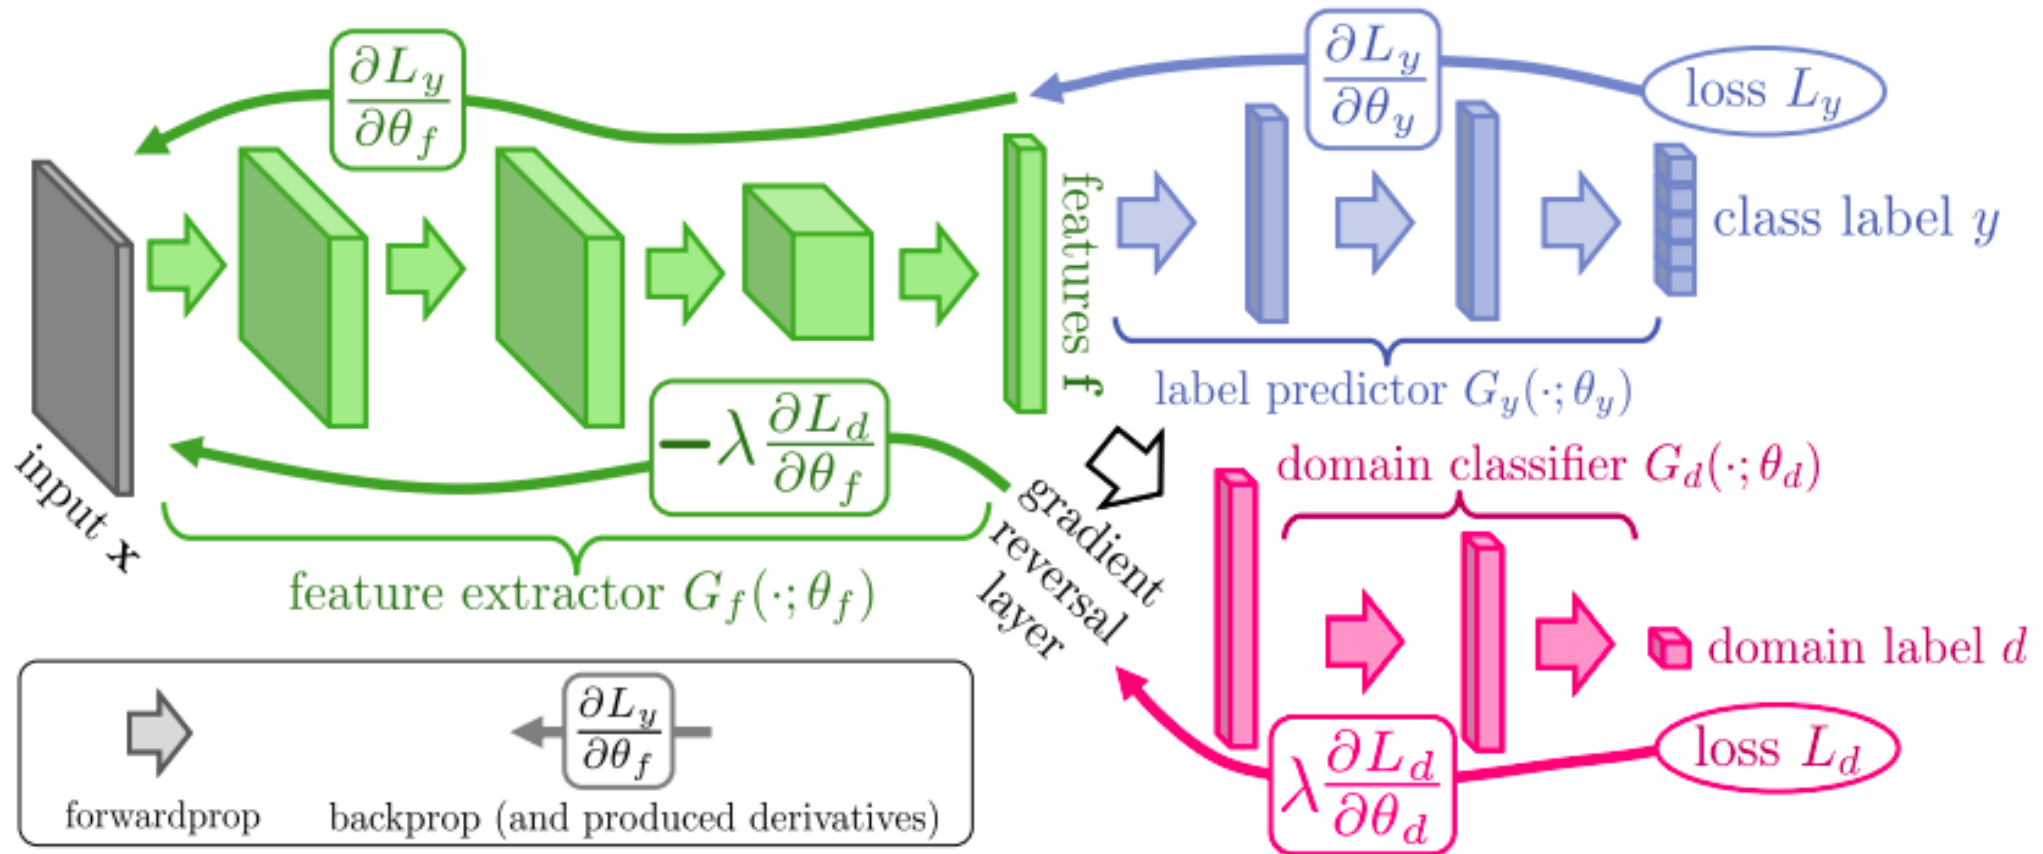 ∂L_y
∂θ_f
∂L_y
∂θ_y
loss L_y
features f
class label y
label predictor G_y(·; θ_y)
input x
−λ ∂L_d
∂θ_f
feature extractor G_f(·; θ_f)
gradient
reversal
layer
domain classifier G_d(·; θ_d)
domain label d
loss L_d
λ ∂L_d
∂θ_d
∂L_y
∂θ_f
forwardprop
backprop (and produced derivatives)